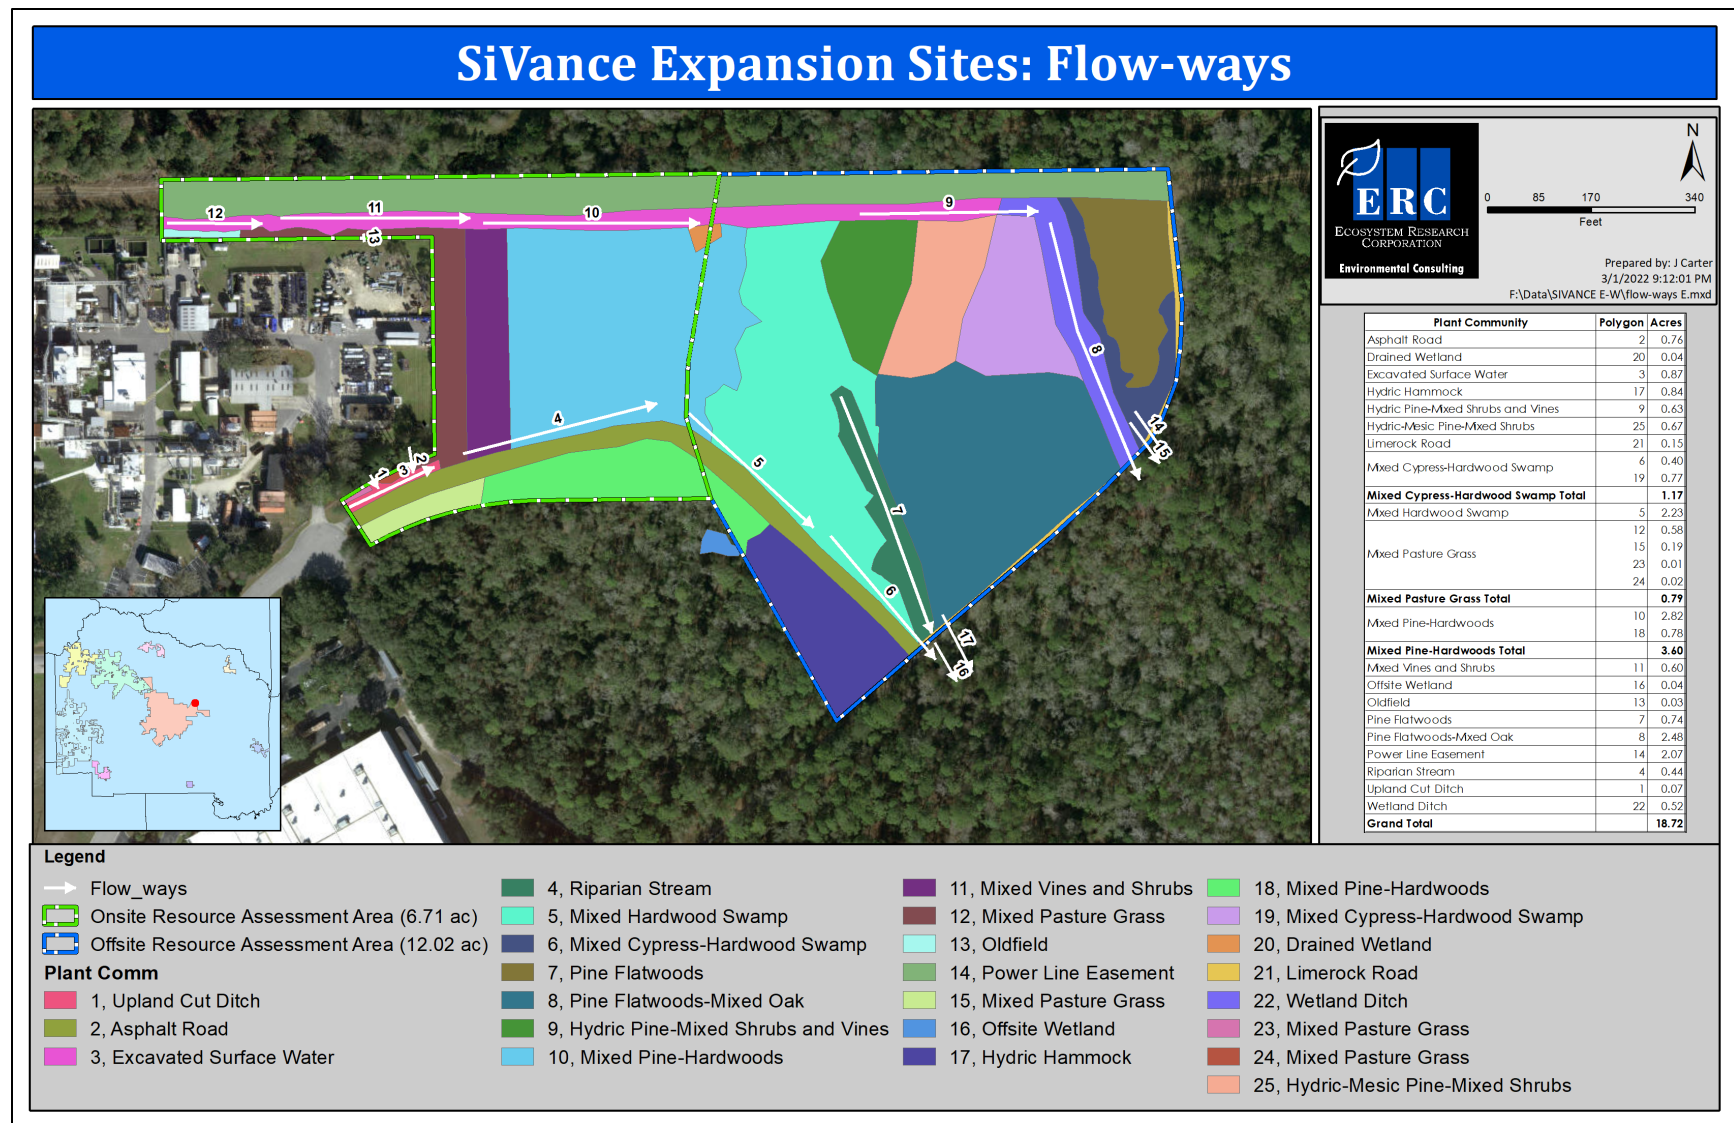 SiVance Expansion Sites: Flow-ways
12
11
10
9
13
4
8
14
15
1
3
2
5
7
6
17
16
ERC
ECOSYSTEM RESEARCH
CORPORATION
Environmental Consulting
N
0 85 170 340
Feet
Prepared by: J Carter
3/1/2022 9:12:01 PM
F:\Data\SIVANCE E-W\flow-ways E.mxd
Plant Community Polygon Acres
Asphalt Road 2 0.76
Drained Wetland 20 0.04
Excavated Surface Water 3 0.87
Hydric Hammock 17 0.84
Hydric Pine-Mixed Shrubs and Vines 9 0.63
Hydric-Mesic Pine-Mixed Shrubs 25 0.67
Limerock Road 21 0.15
Mixed Cypress-Hardwood Swamp 6 0.40
19 0.77
Mixed Cypress-Hardwood Swamp Total 1.17
Mixed Hardwood Swamp 5 2.23
Mixed Pasture Grass 12 0.58
15 0.19
23 0.01
24 0.02
Mixed Pasture Grass Total 0.79
Mixed Pine-Hardwoods 10 2.82
18 0.78
Mixed Pine-Hardwoods Total 3.60
Mixed Vines and Shrubs 11 0.60
Offsite Wetland 16 0.04
Oldfield 13 0.03
Pine Flatwoods 7 0.74
Pine Flatwoods-Mixed Oak 8 2.48
Power Line Easement 14 2.07
Riparian Stream 4 0.44
Upland Cut Ditch 1 0.07
Wetland Ditch 22 0.52
Grand Total 18.72
Legend
Flow_ways
Onsite Resource Assessment Area (6.71 ac)
Offsite Resource Assessment Area (12.02 ac)
Plant Comm
1, Upland Cut Ditch
2, Asphalt Road
3, Excavated Surface Water
4, Riparian Stream
5, Mixed Hardwood Swamp
6, Mixed Cypress-Hardwood Swamp
7, Pine Flatwoods
8, Pine Flatwoods-Mixed Oak
9, Hydric Pine-Mixed Shrubs and Vines
10, Mixed Pine-Hardwoods
11, Mixed Vines and Shrubs
12, Mixed Pasture Grass
13, Oldfield
14, Power Line Easement
15, Mixed Pasture Grass
16, Offsite Wetland
17, Hydric Hammock
18, Mixed Pine-Hardwoods
19, Mixed Cypress-Hardwood Swamp
20, Drained Wetland
21, Limerock Road
22, Wetland Ditch
23, Mixed Pasture Grass
24, Mixed Pasture Grass
25, Hydric-Mesic Pine-Mixed Shrubs